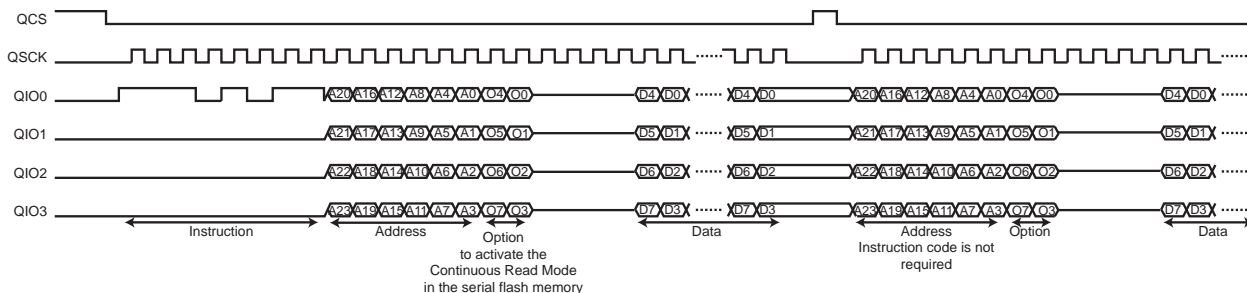 QCS
QSCK
QIO0 A20 A16 A12 A8 A4 A0 O4 O0 D4 D0 D4 D0 A20 A16 A12 A8 A4 A0 O4 O0 D4 D0
QIO1 A21 A17 A13 A9 A5 A1 O5 O1 D5 D1 D5 D1 A21 A17 A13 A9 A5 A1 O5 O1 D5 D1
QIO2 A22 A18 A14 A10 A6 A2 O6 O2 D6 D2 D6 D2 A22 A18 A14 A10 A6 A2 O6 O2 D6 D2
QIO3 A23 A19 A15 A11 A7 A3 O7 O3 D7 D3 D7 D3 A23 A19 A15 A11 A7 A3 O7 O3 D7 D3
Instruction
Address
Option
to activate the
Continuous Read Mode
in the serial flash memory
Data
Address
Instruction code is not
required
Option
Data